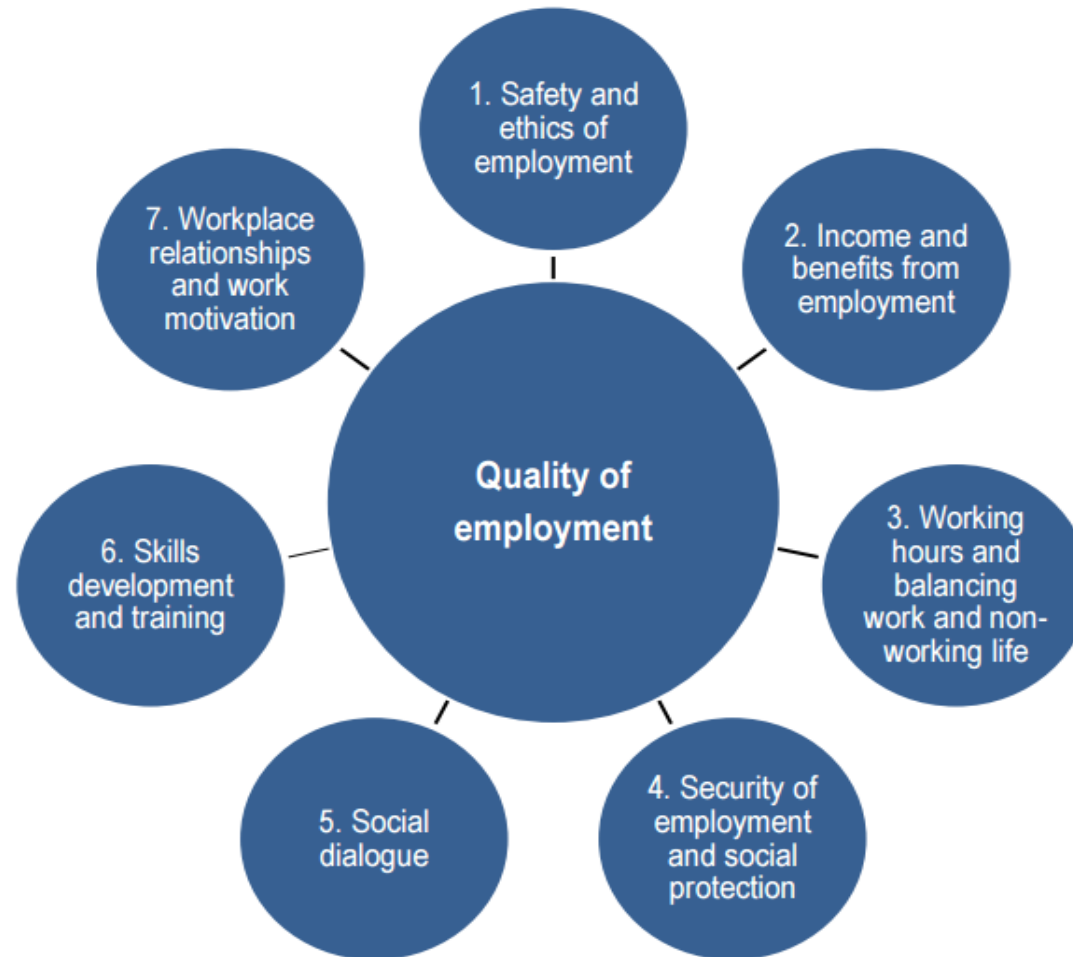 1. Safety and
ethics of
employment
2. Income and
benefits from
employment
3. Working
hours and
balancing
work and non-
working life
4. Security of
employment
and social
protection
5. Social
dialogue
6. Skills
development
and training
7. Workplace
relationships
and work
motivation
Quality of
employment